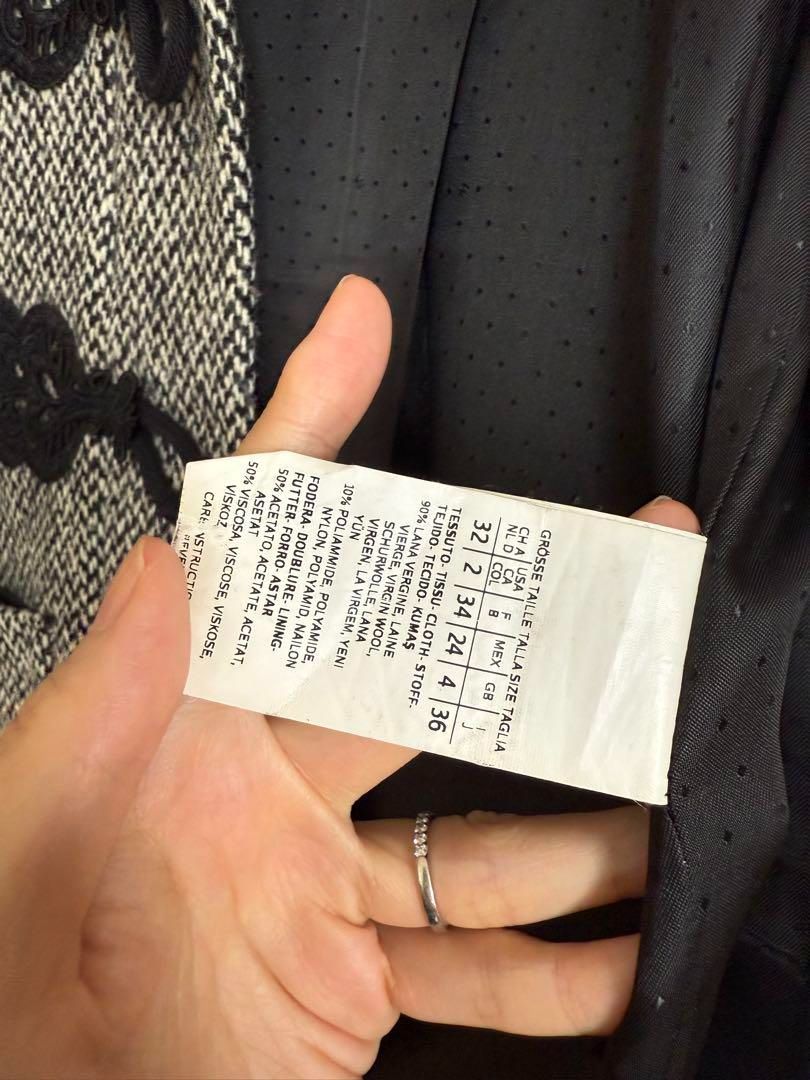 GRÖSSE TAILLE TALLA SIZE TAGLIA
CH A USA F MEX GB J
NL D CA B
COL
32 2 34 24 4 36
TESSUTO- TISSU- CLOTH- STOFF-
TEJIDO- TECIDO- KUMAŞ
90% LANA VERGINE, LAINE
VIERGE, VIRGIN WOOL,
SCHURWOLLE, LANA
VIRGEN, LA VIRGEM, YENI
YÜN
10% POLIAMMIDE, POLYAMIDE,
NYLON, POLYAMID, NAILON
FODERA- DOUBLURE- LINING-
FUTTER- FORRO- ASTAR
50% ACETATO, ACETATE, ACETAT,
ASETAT
50% VISCOSA, VISCOSE, VISKOSE,
VISKOZ